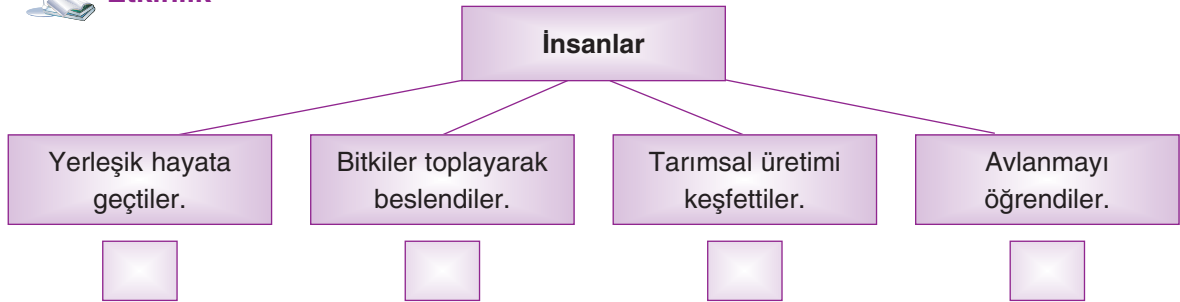 Etkinlik
İnsanlar
Yerleşik hayata
geçtiler.
Bitkiler toplayarak
beslendiler.
Tarımsal üretimi
keşfettiler.
Avlanmayı
öğrendiler.